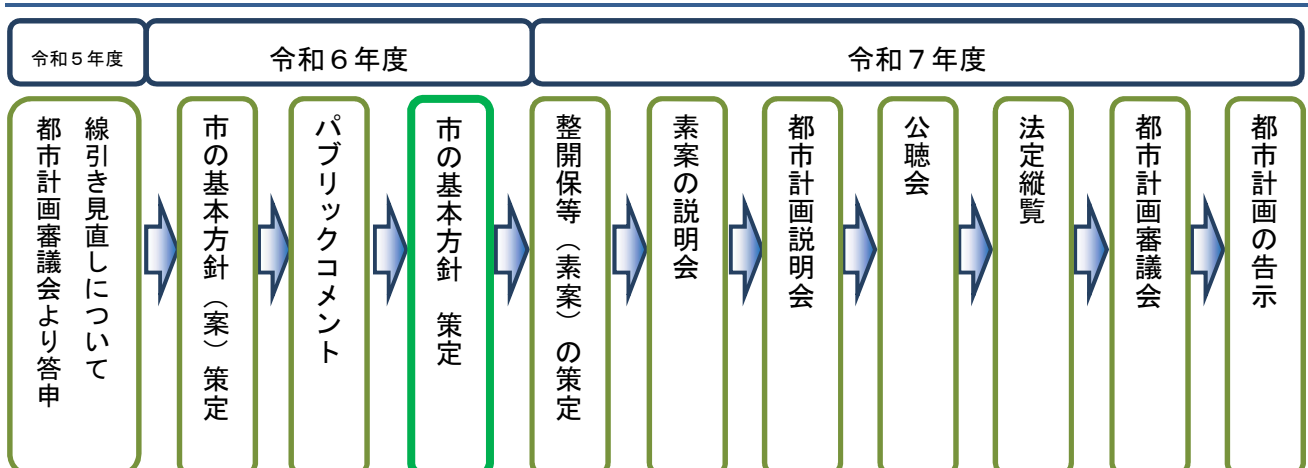 令和５年度
令和６年度
令和７年度
線引き見直しについて
都市計画審議会より答申
市の基本方針（案）策定
パブリックコメント
市の基本方針　策定
整開保等（素案）の策定
素案の説明会
都市計画説明会
公聴会
法定縦覧
都市計画審議会
都市計画の告示